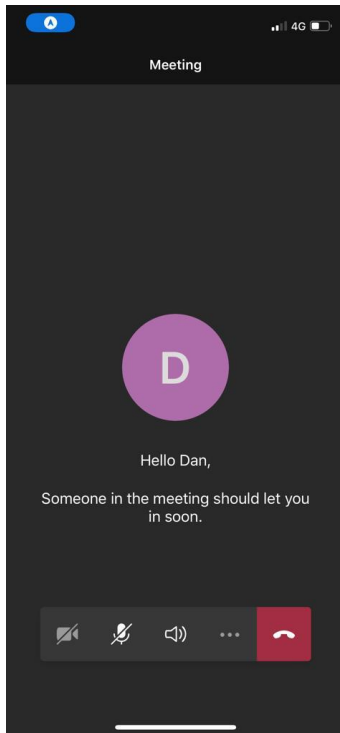 4G
Meeting
D
Hello Dan,
Someone in the meeting should let you
in soon.